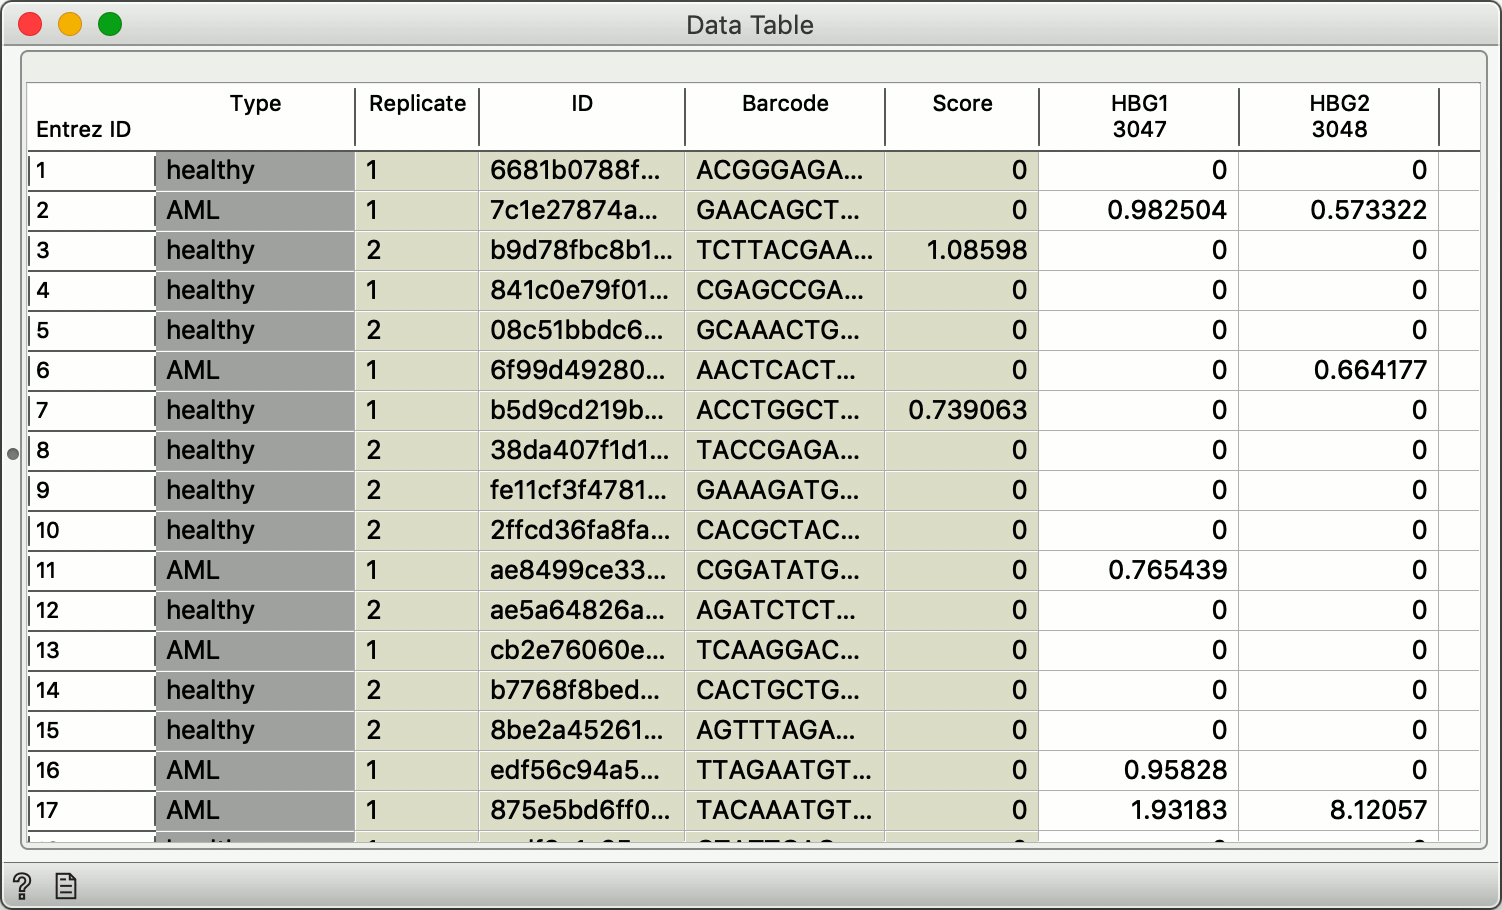 Data Table
Type Replicate ID Barcode Score HBG1 HBG2
Entrez ID 3047 3048
1 healthy 1 6681b0788f... ACGGGAGA... 0 0 0
2 AML 1 7c1e27874a... GAACAGCT... 0 0.982504 0.573322
3 healthy 2 b9d78fbc8b1... TCTTACGAA... 1.08598 0 0
4 healthy 1 841c0e79f01... CGAGCCGA... 0 0 0
5 healthy 2 08c51bbdc6... GCAAACTG... 0 0 0
6 AML 1 6f99d49280... AACTCACT... 0 0 0.664177
7 healthy 1 b5d9cd219b... ACCTGGCT... 0.739063 0 0
8 healthy 2 38da407f1d1... TACCGAGA... 0 0 0
9 healthy 2 fe11cf3f4781... GAAAGATG... 0 0 0
10 healthy 2 2ffcd36fa8fa... CACGCTAC... 0 0 0
11 AML 1 ae8499ce33... CGGATATG... 0 0.765439 0
12 healthy 2 ae5a64826a... AGATCTCT... 0 0 0
13 AML 1 cb2e76060e... TCAAGGAC... 0 0 0
14 healthy 2 b7768f8bed... CACTGCTG... 0 0 0
15 healthy 2 8be2a45261... AGTTTAGA... 0 0 0
16 AML 1 edf56c94a5... TTAGAATGT... 0 0.95828 0
17 AML 1 875e5bd6ff0... TACAAATGT... 0 1.93183 8.12057
?